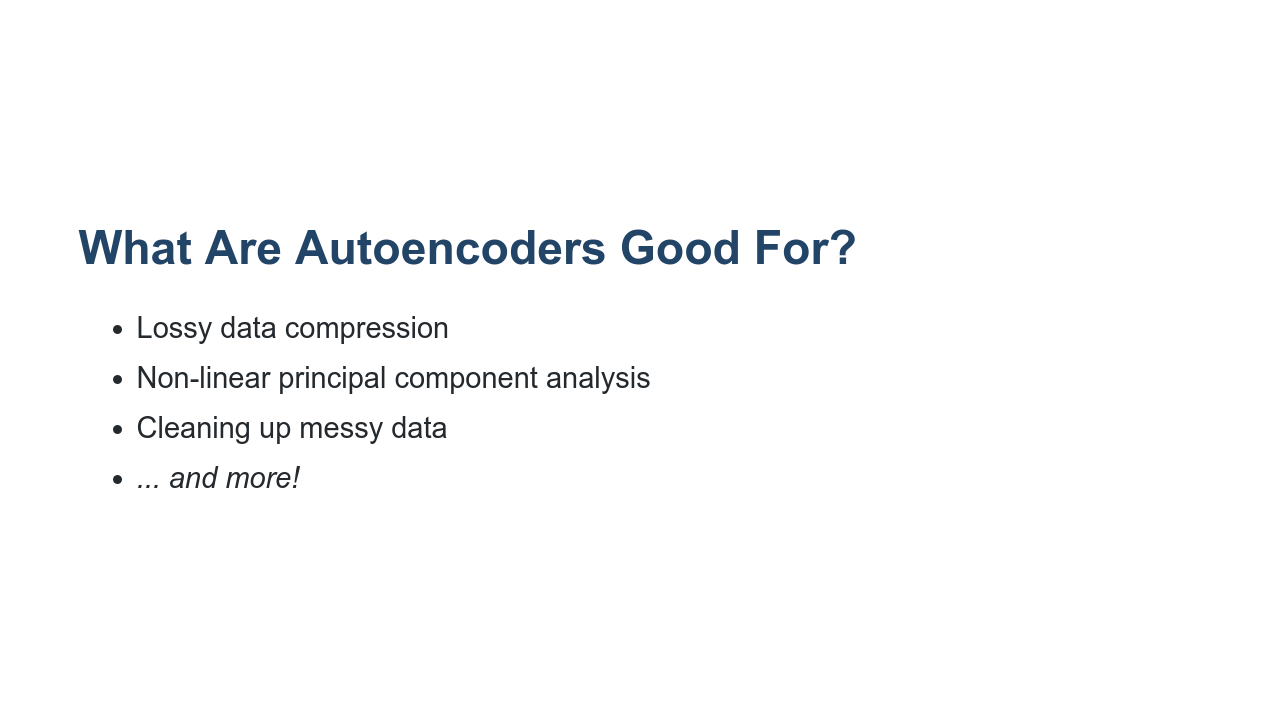 What Are Autoencoders Good For?
• Lossy data compression
• Non-linear principal component analysis
• Cleaning up messy data
• ... and more!